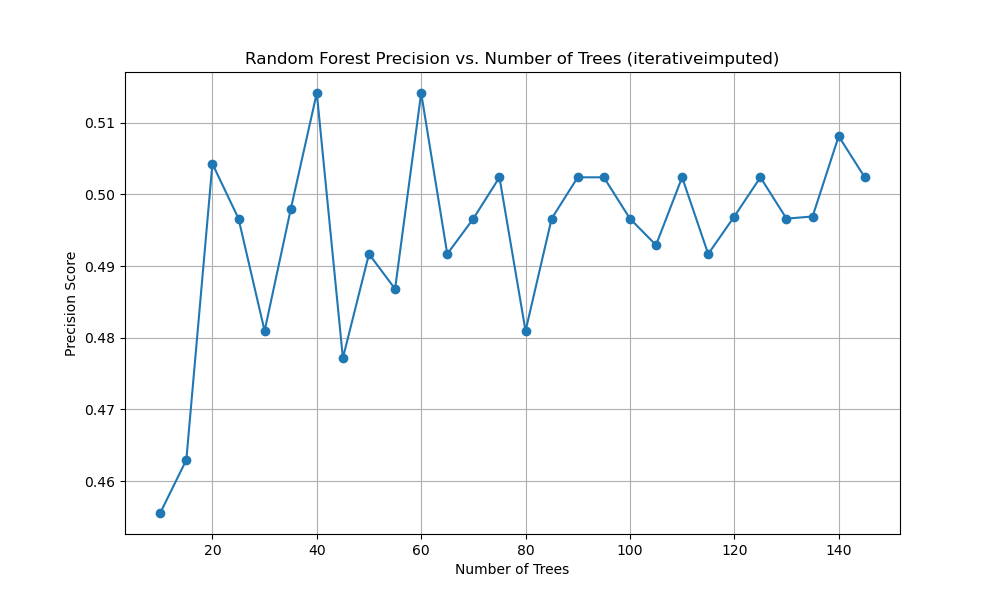 Random Forest Precision vs. Number of Trees (iterativeimputed)
Precision Score
0.51
0.50
0.49
0.48
0.47
0.46
20 40 60 80 100 120 140
Number of Trees